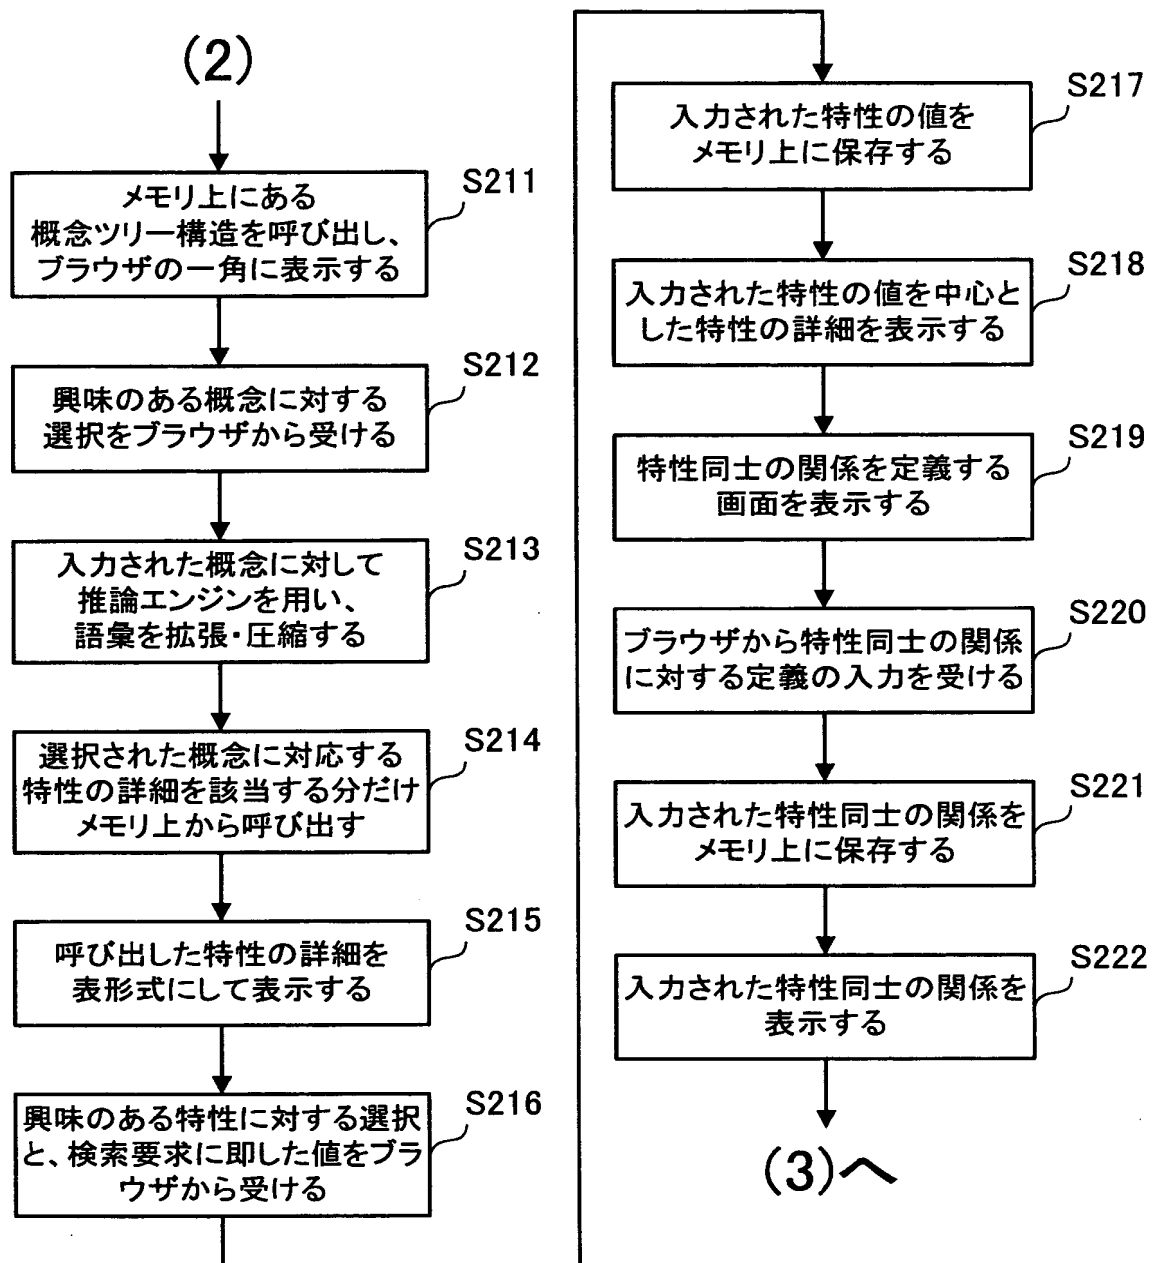 (2)
S211
メモリ上にある
概念ツリー構造を呼び出し、
ブラウザの一角に表示する
S212
興味のある概念に対する
選択をブラウザから受ける
S213
入力された概念に対して
推論エンジンを用い、
語彙を拡張・圧縮する
S214
選択された概念に対応する
特性の詳細を該当する分だけ
メモリ上から呼び出す
S215
呼び出した特性の詳細を
表形式にして表示する
S216
興味のある特性に対する選択
と、検索要求に即した値をブラ
ウザから受ける
S217
入力された特性の値を
メモリ上に保存する
S218
入力された特性の値を中心と
した特性の詳細を表示する
S219
特性同士の関係を定義する
画面を表示する
S220
ブラウザから特性同士の関係
に対する定義の入力を受ける
S221
入力された特性同士の関係を
メモリ上に保存する
S222
入力された特性同士の関係を
表示する
(3)へ